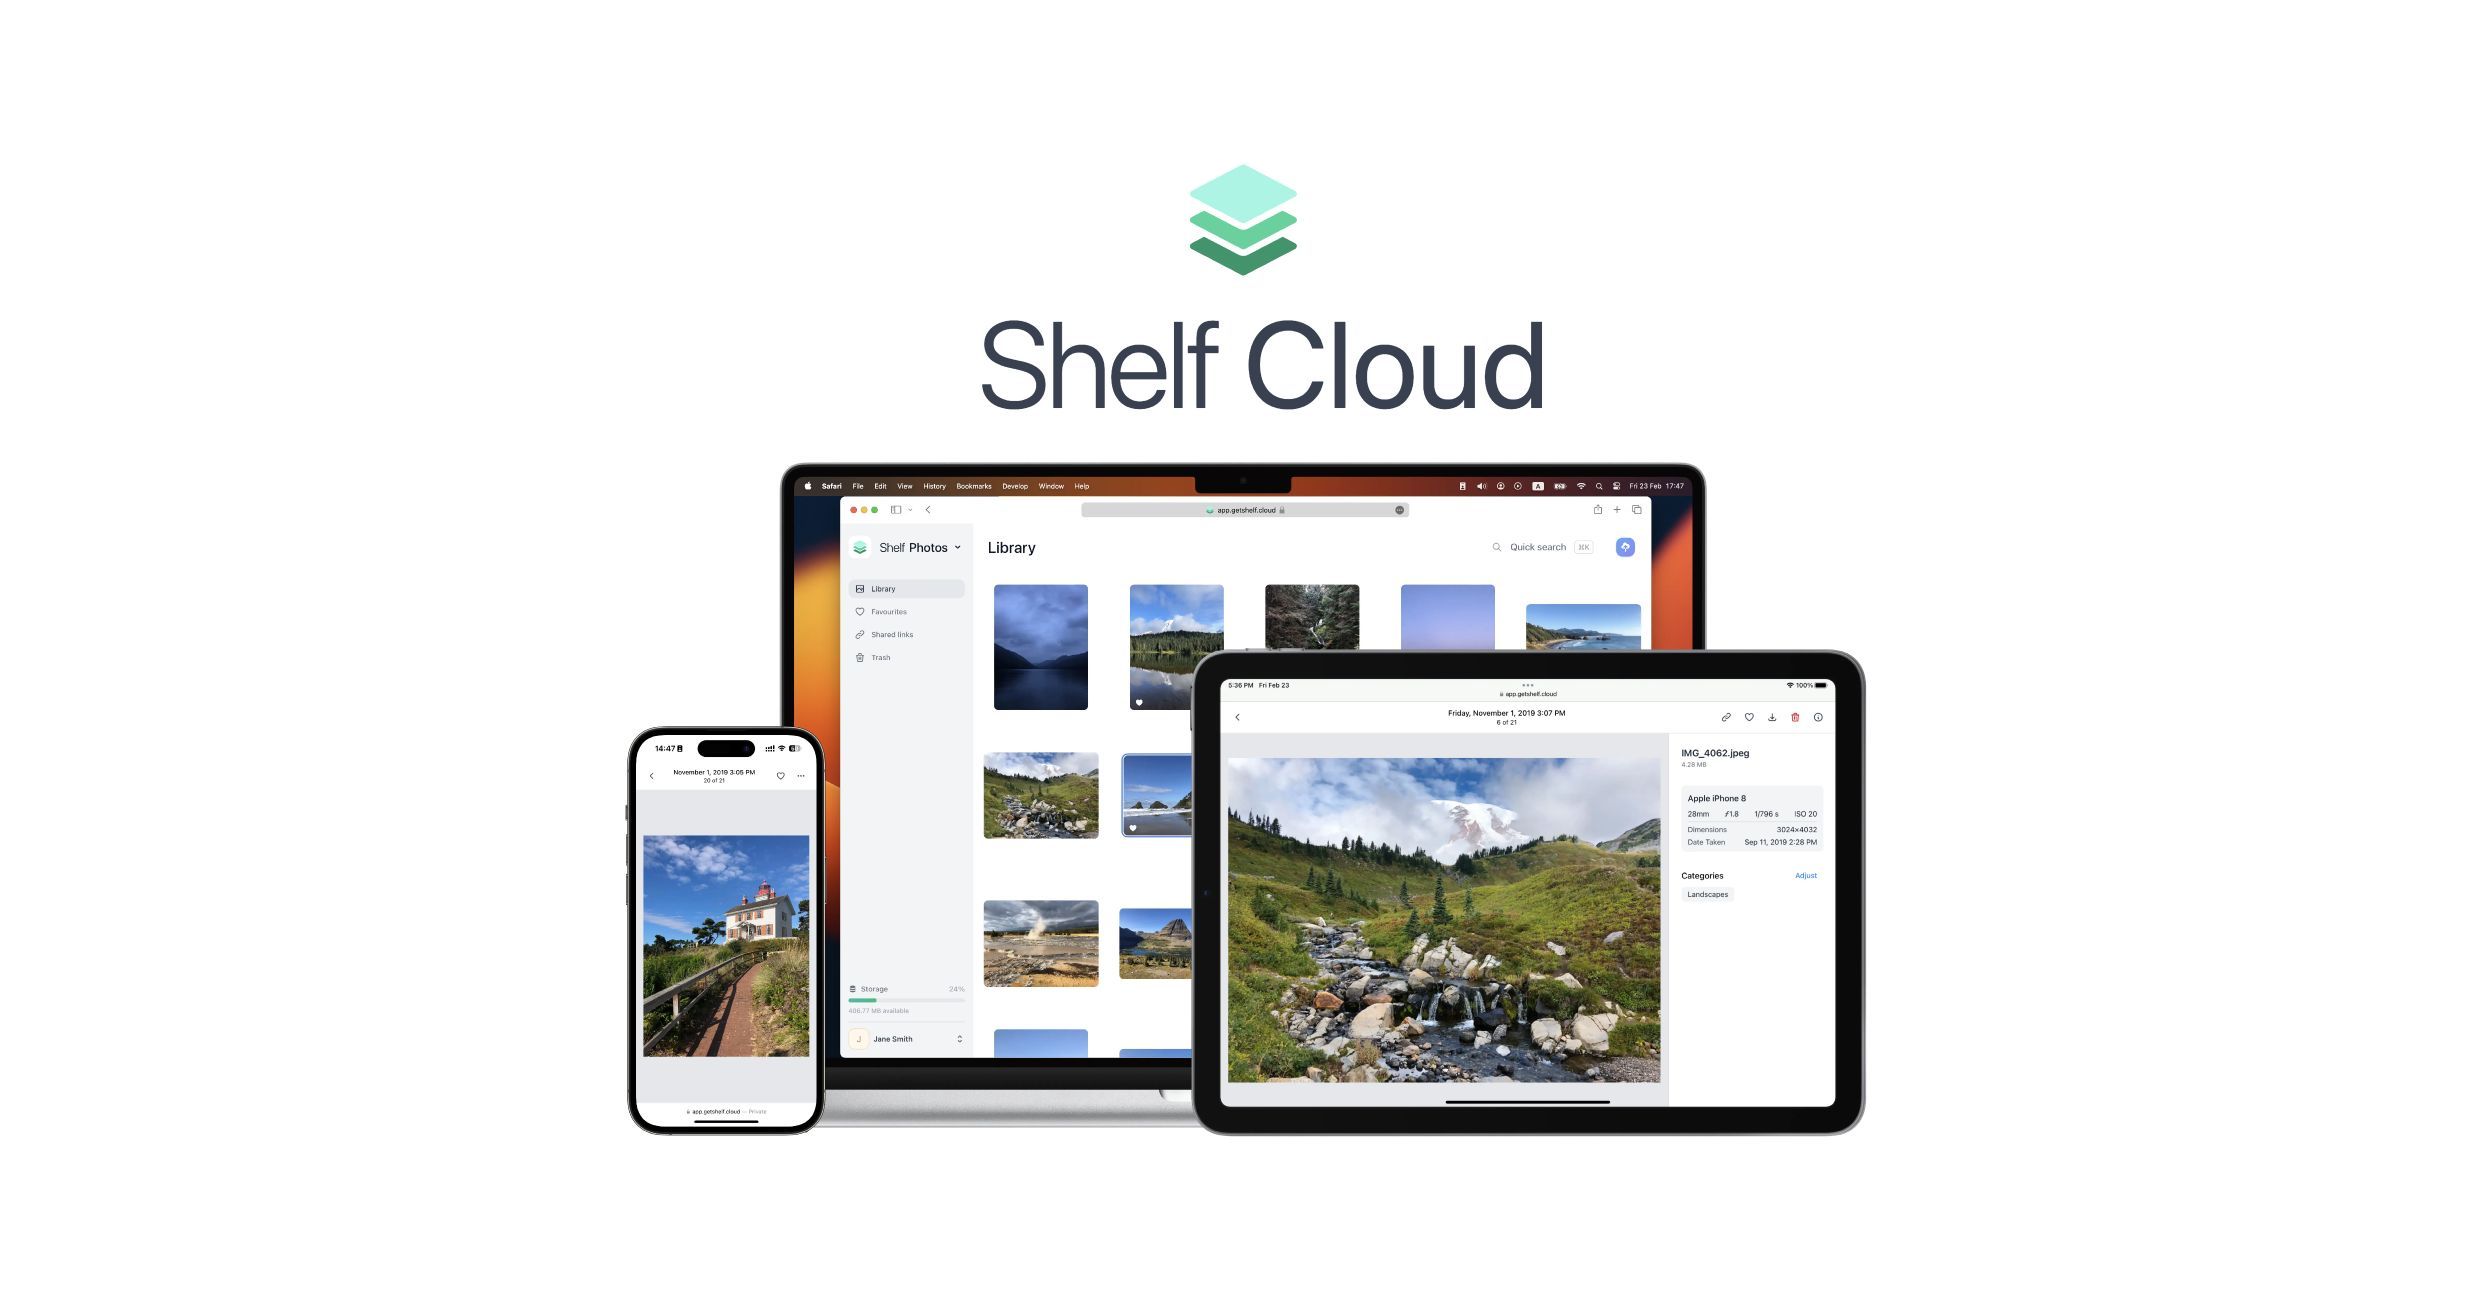 Shelf Cloud
Safari File Edit View History Bookmarks Develop Window Help
A
Fri 23 Feb 17:47
app.getshelf.cloud
Shelf Photos
Library
Quick search ⌘K
Library
Favourites
Shared links
Trash
Storage 24%
406.77 MB available
J Jane Smith
14:47
November 1, 2019 3:05 PM
20 of 21
app.getshelf.cloud — Private
5:36 PM Fri Feb 23
100%
app.getshelf.cloud
Friday, November 1, 2019 3:07 PM
6 of 21
IMG_4062.jpeg
4.28 MB
Apple iPhone 8
28mm ƒ1.8 1/796 s ISO 20
Dimensions 3024×4032
Date Taken Sep 11, 2019 2:28 PM
Categories Adjust
Landscapes